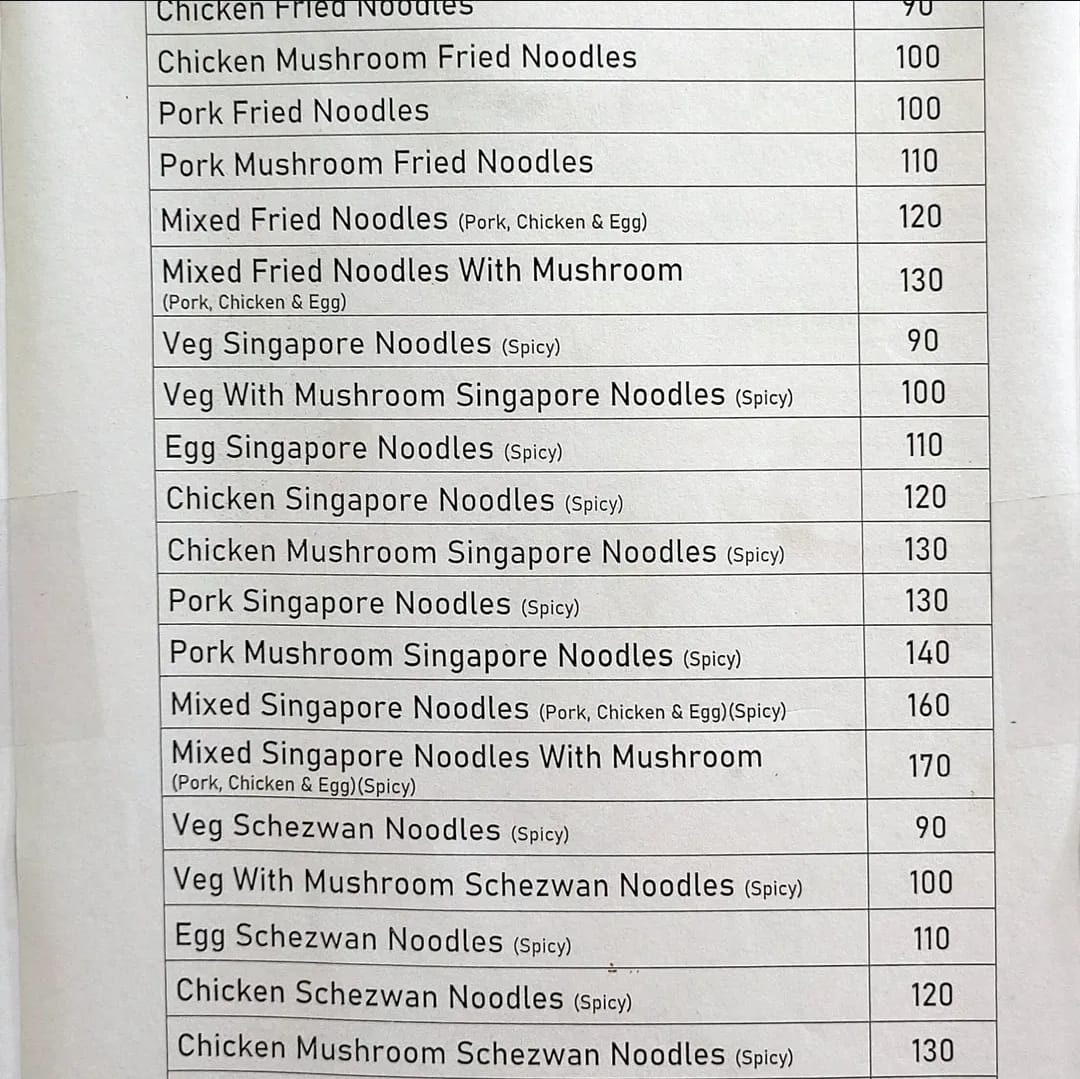 Chicken Fried Noodles 90
Chicken Mushroom Fried Noodles 100
Pork Fried Noodles 100
Pork Mushroom Fried Noodles 110
Mixed Fried Noodles (Pork, Chicken & Egg) 120
Mixed Fried Noodles With Mushroom 130
(Pork, Chicken & Egg)
Veg Singapore Noodles (Spicy) 90
Veg With Mushroom Singapore Noodles (Spicy) 100
Egg Singapore Noodles (Spicy) 110
Chicken Singapore Noodles (Spicy) 120
Chicken Mushroom Singapore Noodles (Spicy) 130
Pork Singapore Noodles (Spicy) 130
Pork Mushroom Singapore Noodles (Spicy) 140
Mixed Singapore Noodles (Pork, Chicken & Egg)(Spicy) 160
Mixed Singapore Noodles With Mushroom 170
(Pork, Chicken & Egg)(Spicy)
Veg Schezwan Noodles (Spicy) 90
Veg With Mushroom Schezwan Noodles (Spicy) 100
Egg Schezwan Noodles (Spicy) 110
Chicken Schezwan Noodles (Spicy) 120
Chicken Mushroom Schezwan Noodles (Spicy) 130